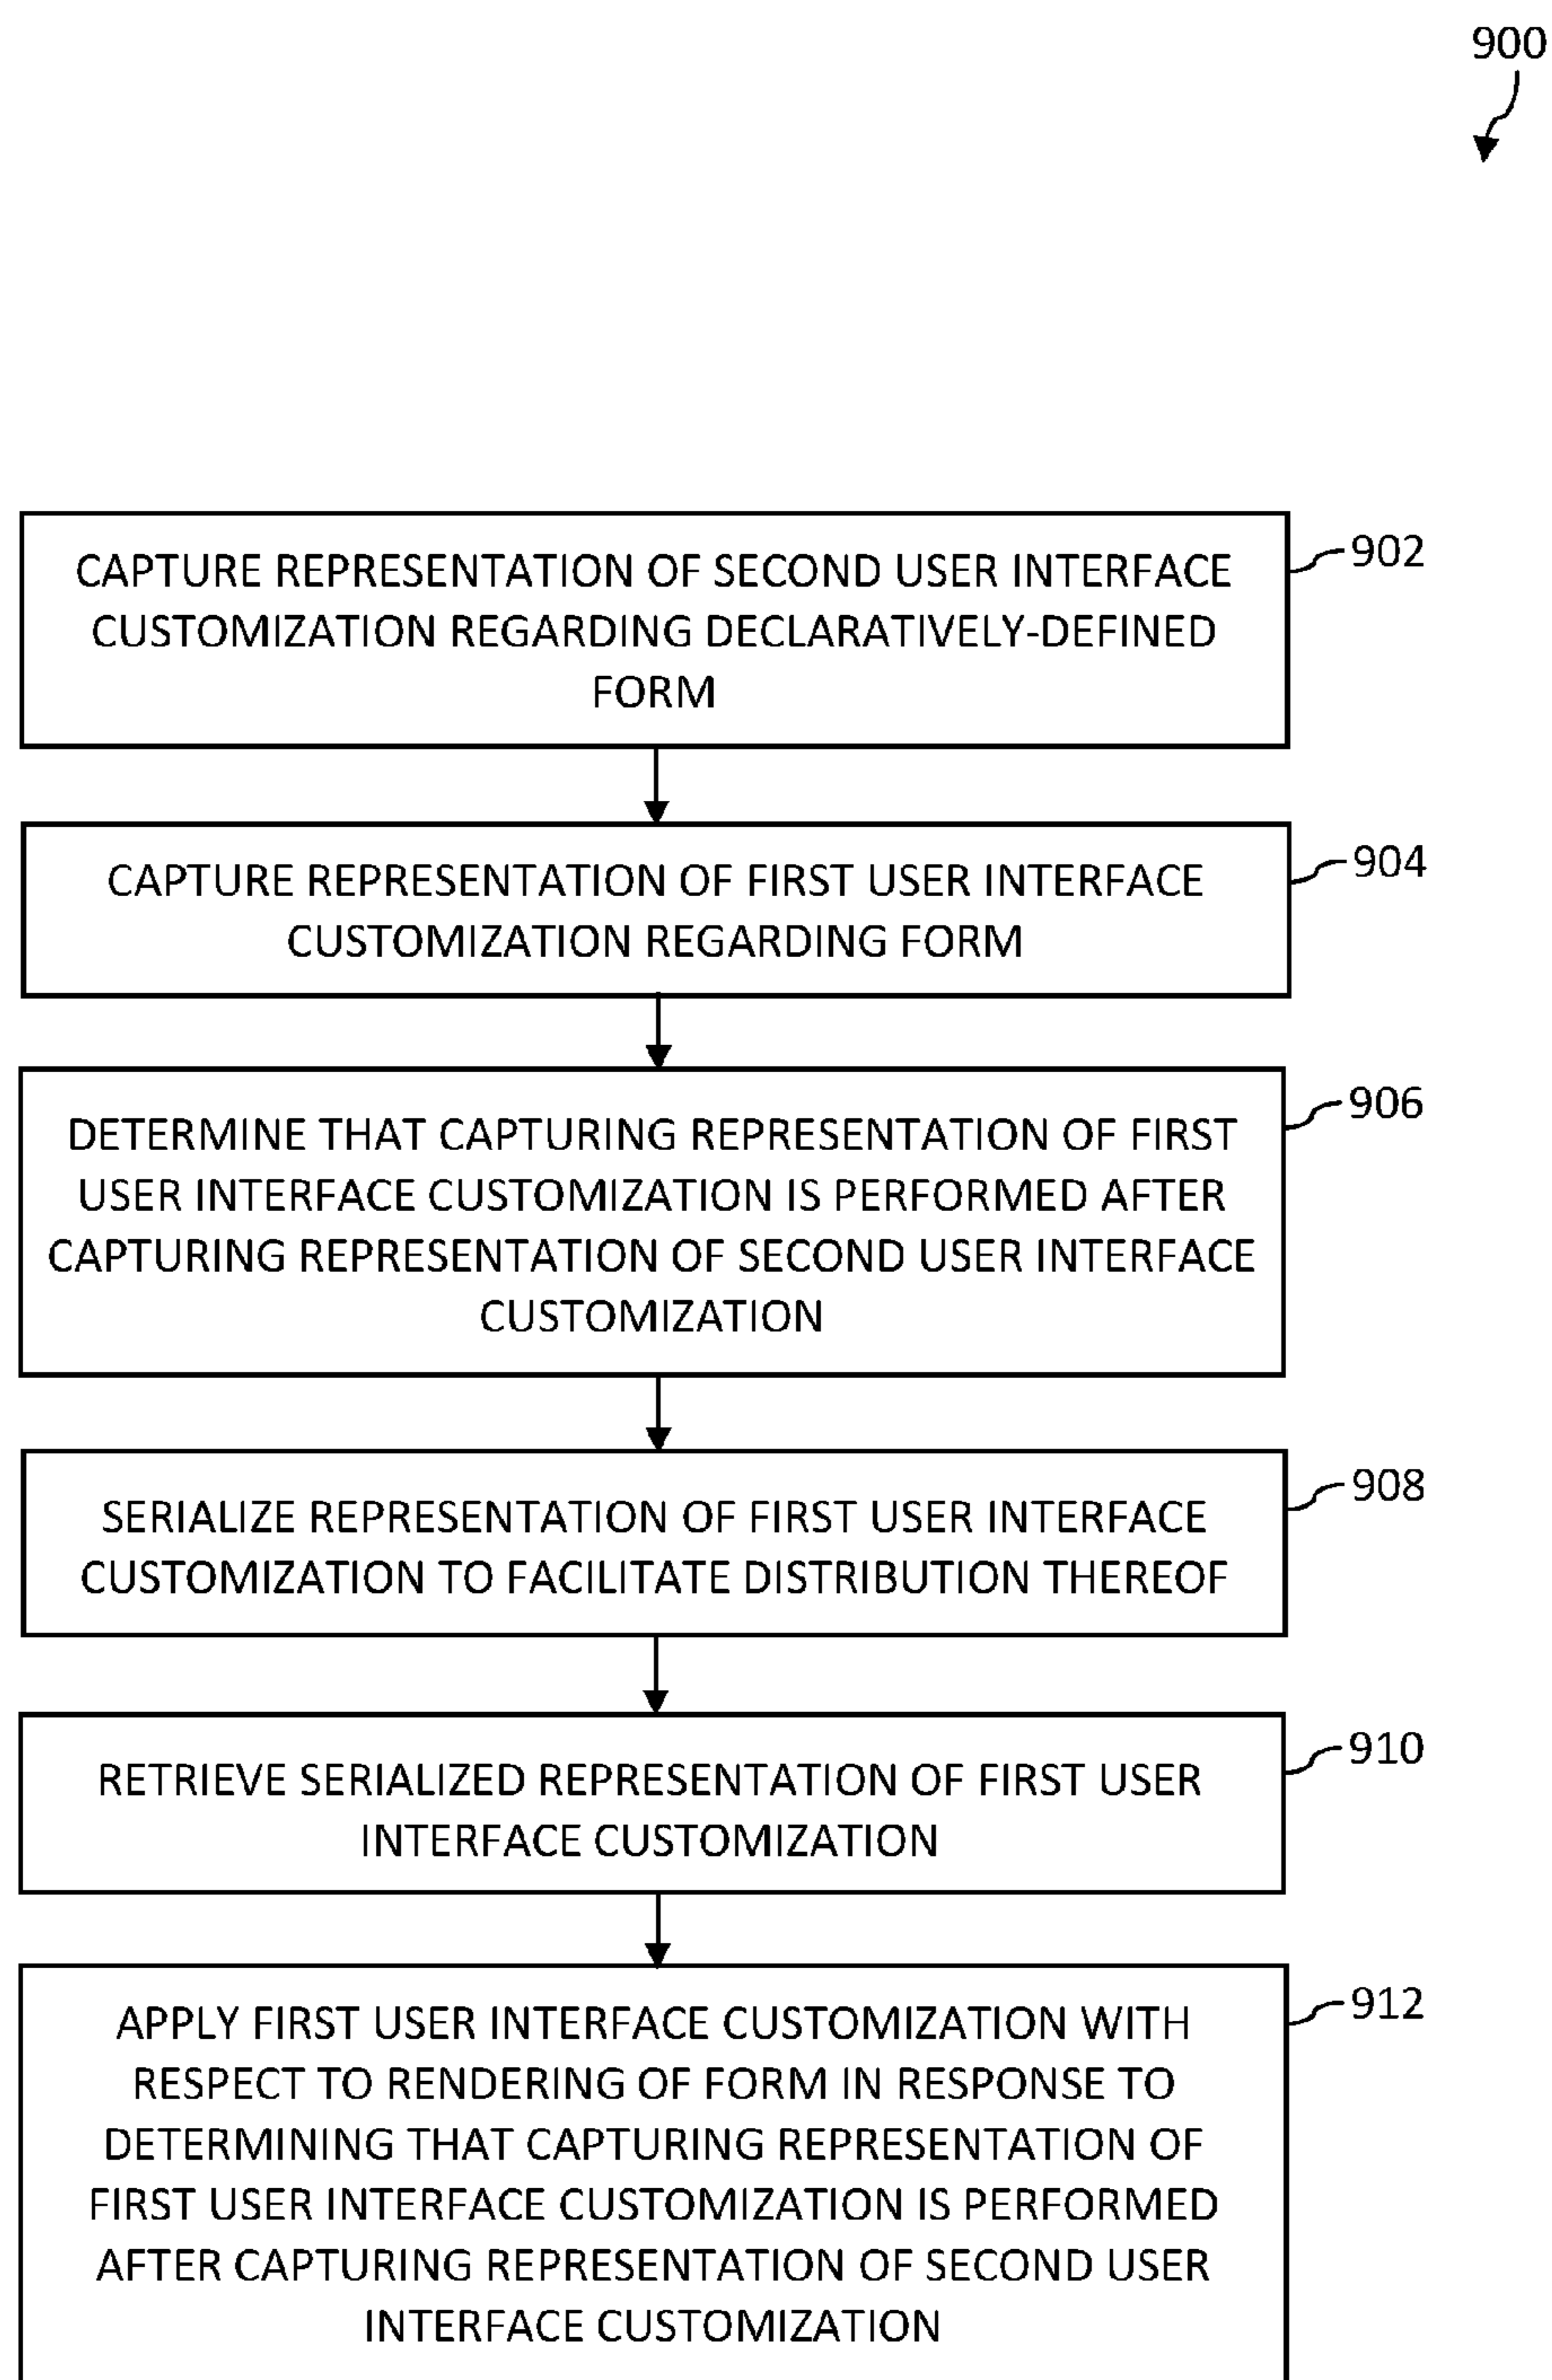 900
CAPTURE REPRESENTATION OF SECOND USER INTERFACE
CUSTOMIZATION REGARDING DECLARATIVELY-DEFINED
FORM
902
CAPTURE REPRESENTATION OF FIRST USER INTERFACE
CUSTOMIZATION REGARDING FORM
904
DETERMINE THAT CAPTURING REPRESENTATION OF FIRST
USER INTERFACE CUSTOMIZATION IS PERFORMED AFTER
CAPTURING REPRESENTATION OF SECOND USER INTERFACE
CUSTOMIZATION
906
SERIALIZE REPRESENTATION OF FIRST USER INTERFACE
CUSTOMIZATION TO FACILITATE DISTRIBUTION THEREOF
908
RETRIEVE SERIALIZED REPRESENTATION OF FIRST USER
INTERFACE CUSTOMIZATION
910
APPLY FIRST USER INTERFACE CUSTOMIZATION WITH
RESPECT TO RENDERING OF FORM IN RESPONSE TO
DETERMINING THAT CAPTURING REPRESENTATION OF
FIRST USER INTERFACE CUSTOMIZATION IS PERFORMED
AFTER CAPTURING REPRESENTATION OF SECOND USER
INTERFACE CUSTOMIZATION
912